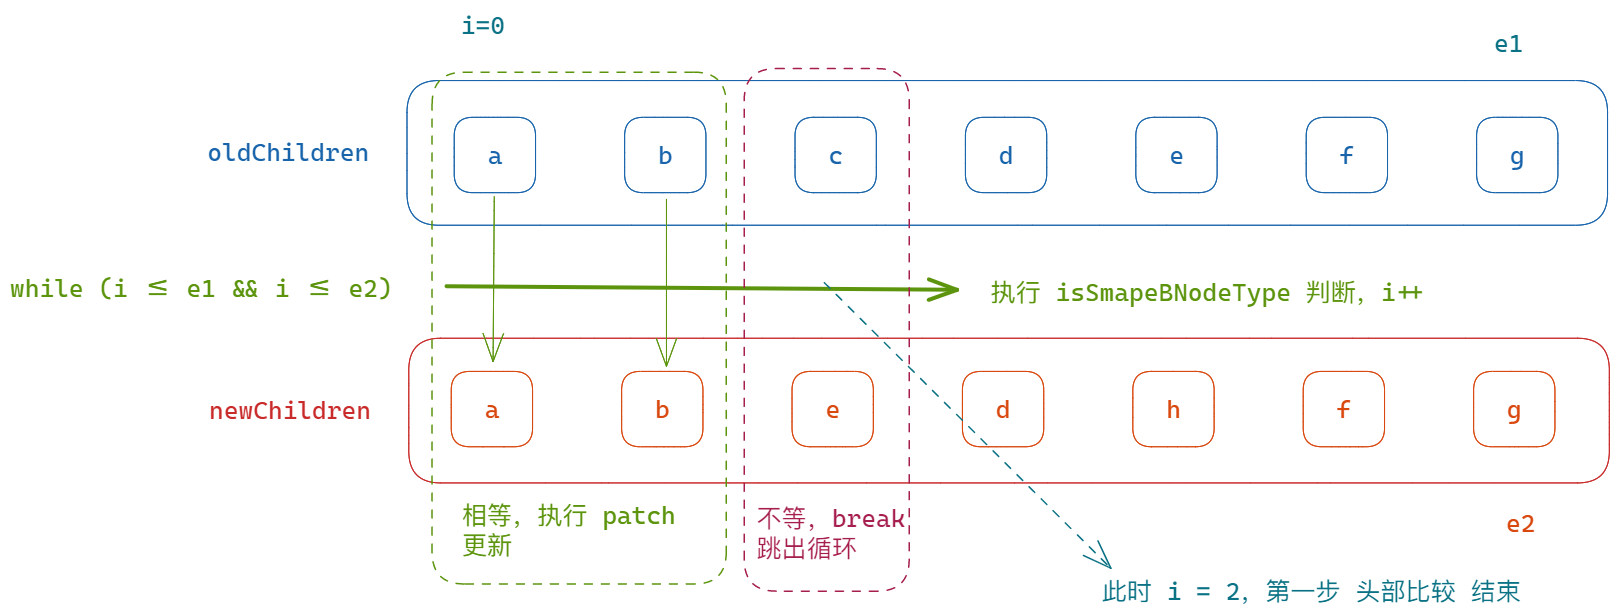 i=0
e1
oldChildren
a b c d e f g
while (i ≤ e1 && i ≤ e2)
执行 isSmapeBNodeType 判断, i++
newChildren
a b e d h f g
相等, 执行 patch
更新
不等, break
跳出循环
e2
此时 i = 2, 第一步 头部比较 结束